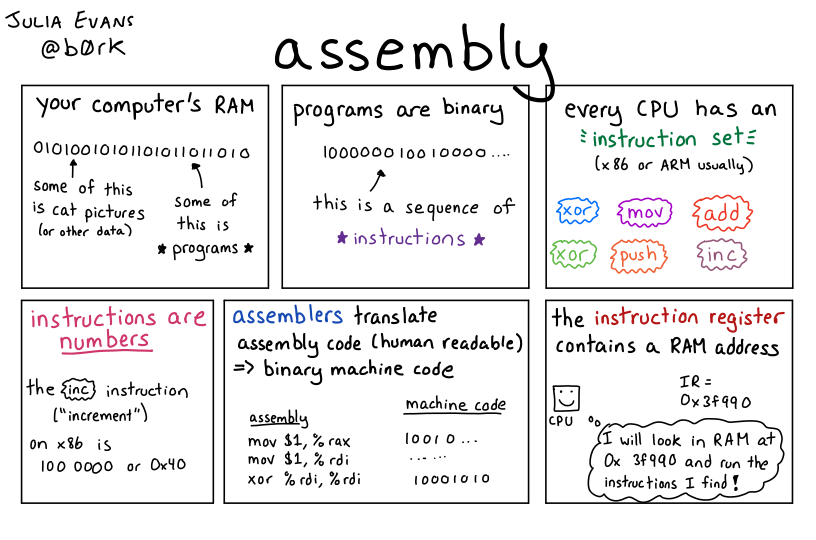 JULIA EVANS
@b0rk
assembly
your computer's RAM
010100101011010110110110
some of this
is cat pictures
(or other data)
some of
this is
★ programs ★
programs are binary
1000000 100 10000 ....
this is a sequence of
★ instructions ★
every CPU has an
instruction set
(x86 or ARM usually)
xor mov add
xor push inc
instructions are
numbers
the inc instruction
("increment")
on x86 is
100 0000 or 0x40
assemblers translate
assembly code (human readable)
=> binary machine code
assembly machine code
mov $1, % rax 10010 ...
mov $1, % rdi ... ...
xor % rdi, % rdi 10001010
the instruction register
contains a RAM address
IR =
0x3f990
CPU
I will look in RAM at
0x 3f990 and run the
instructions I find!